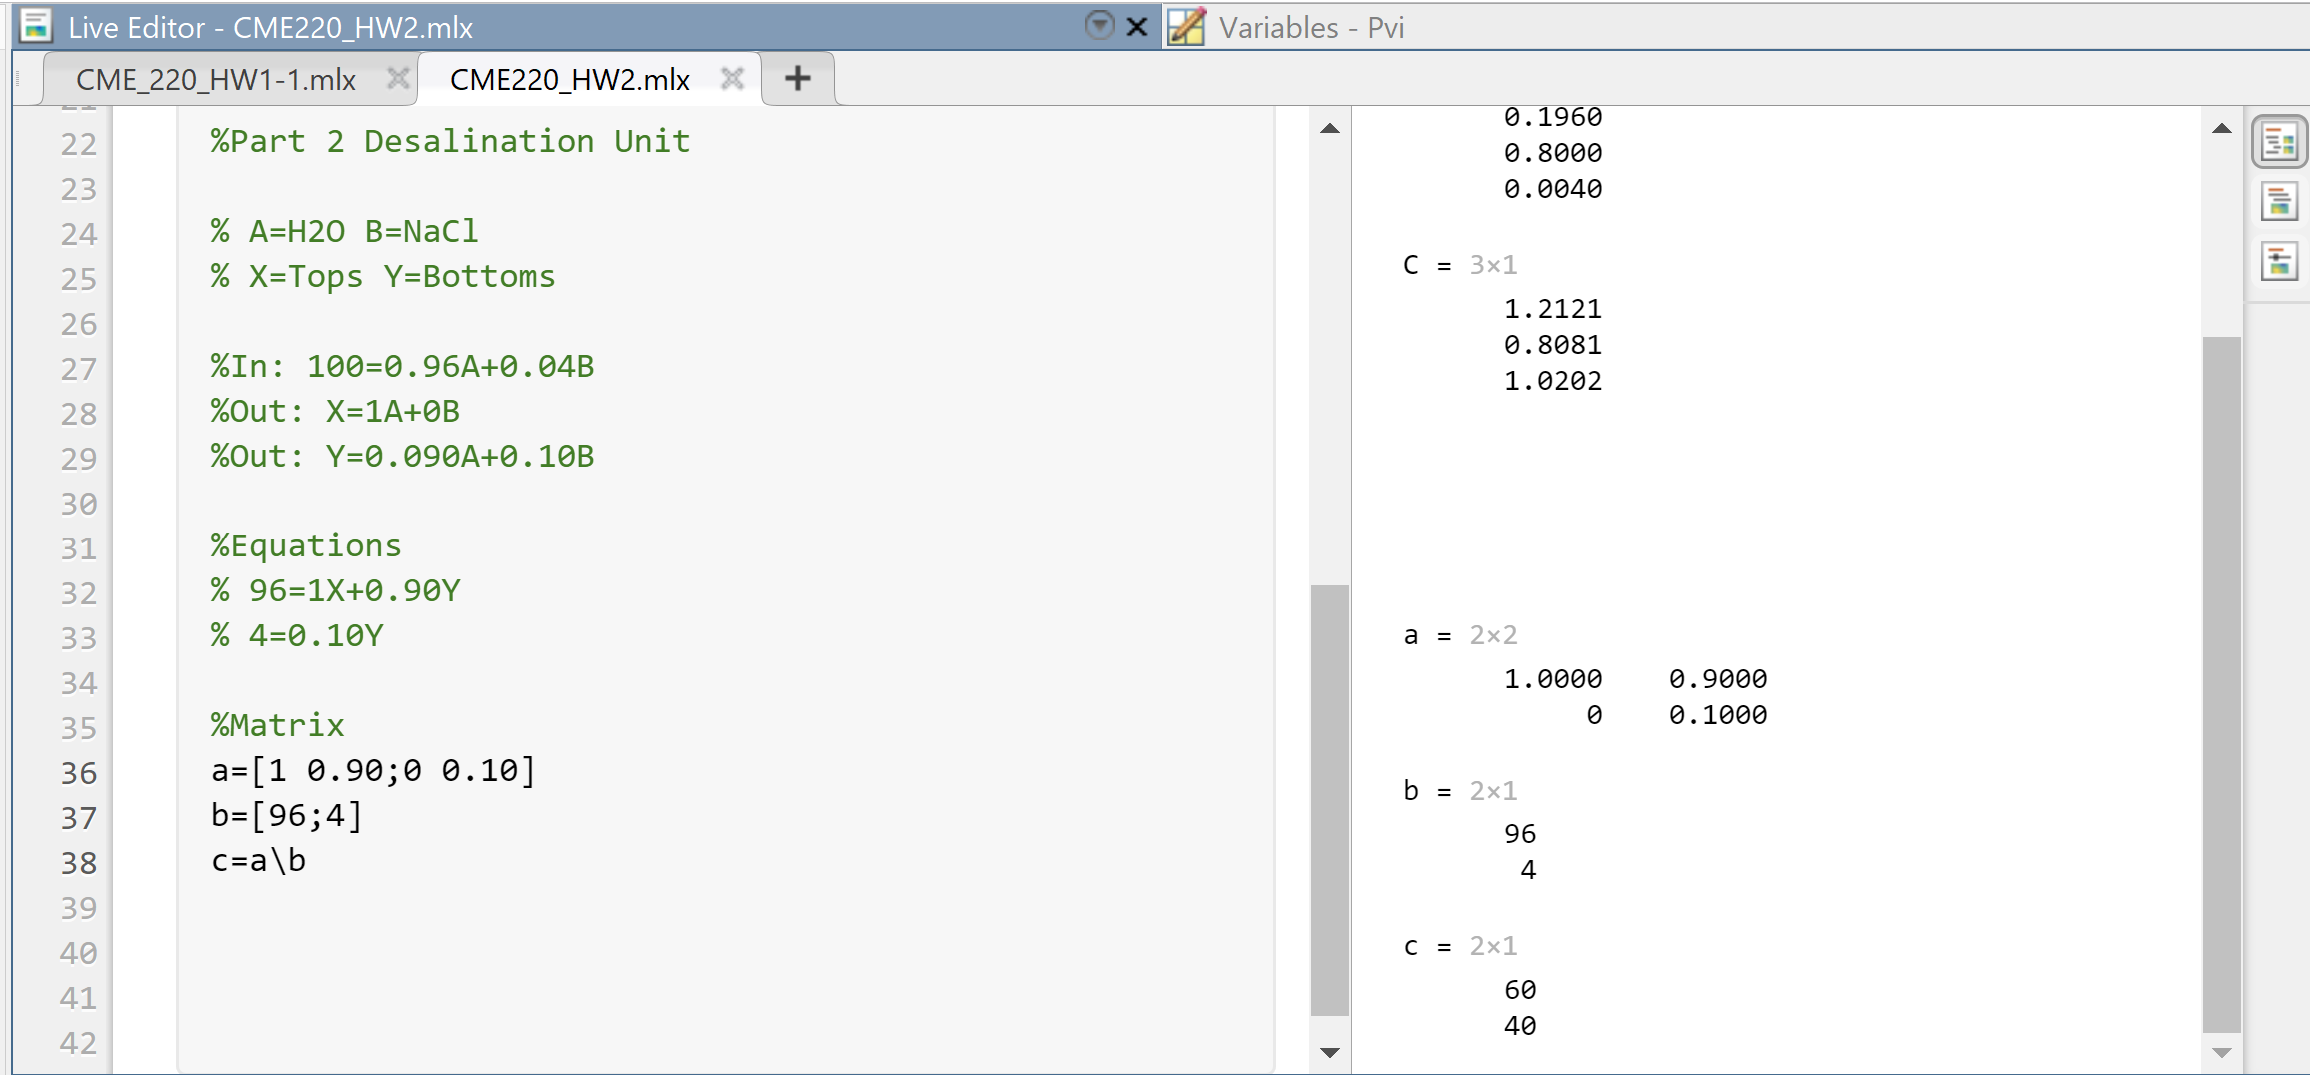 Live Editor - CME220_HW2.mlx
Variables - Pvi
CME_220_HW1-1.mlx
CME220_HW2.mlx
22 %Part 2 Desalination Unit
23
24 % A=H2O B=NaCl
25 % X=Tops Y=Bottoms
26
27 %In: 100=0.96A+0.04B
28 %Out: X=1A+0B
29 %Out: Y=0.090A+0.10B
30
31 %Equations
32 % 96=1X+0.90Y
33 % 4=0.10Y
34
35 %Matrix
36 a=[1 0.90;0 0.10]
37 b=[96;4]
38 c=a\b
39
40
41
42
0.1960
0.8000
0.0040
C = 3×1
1.2121
0.8081
1.0202
a = 2×2
1.0000 0.9000
0 0.1000
b = 2×1
96
4
c = 2×1
60
40